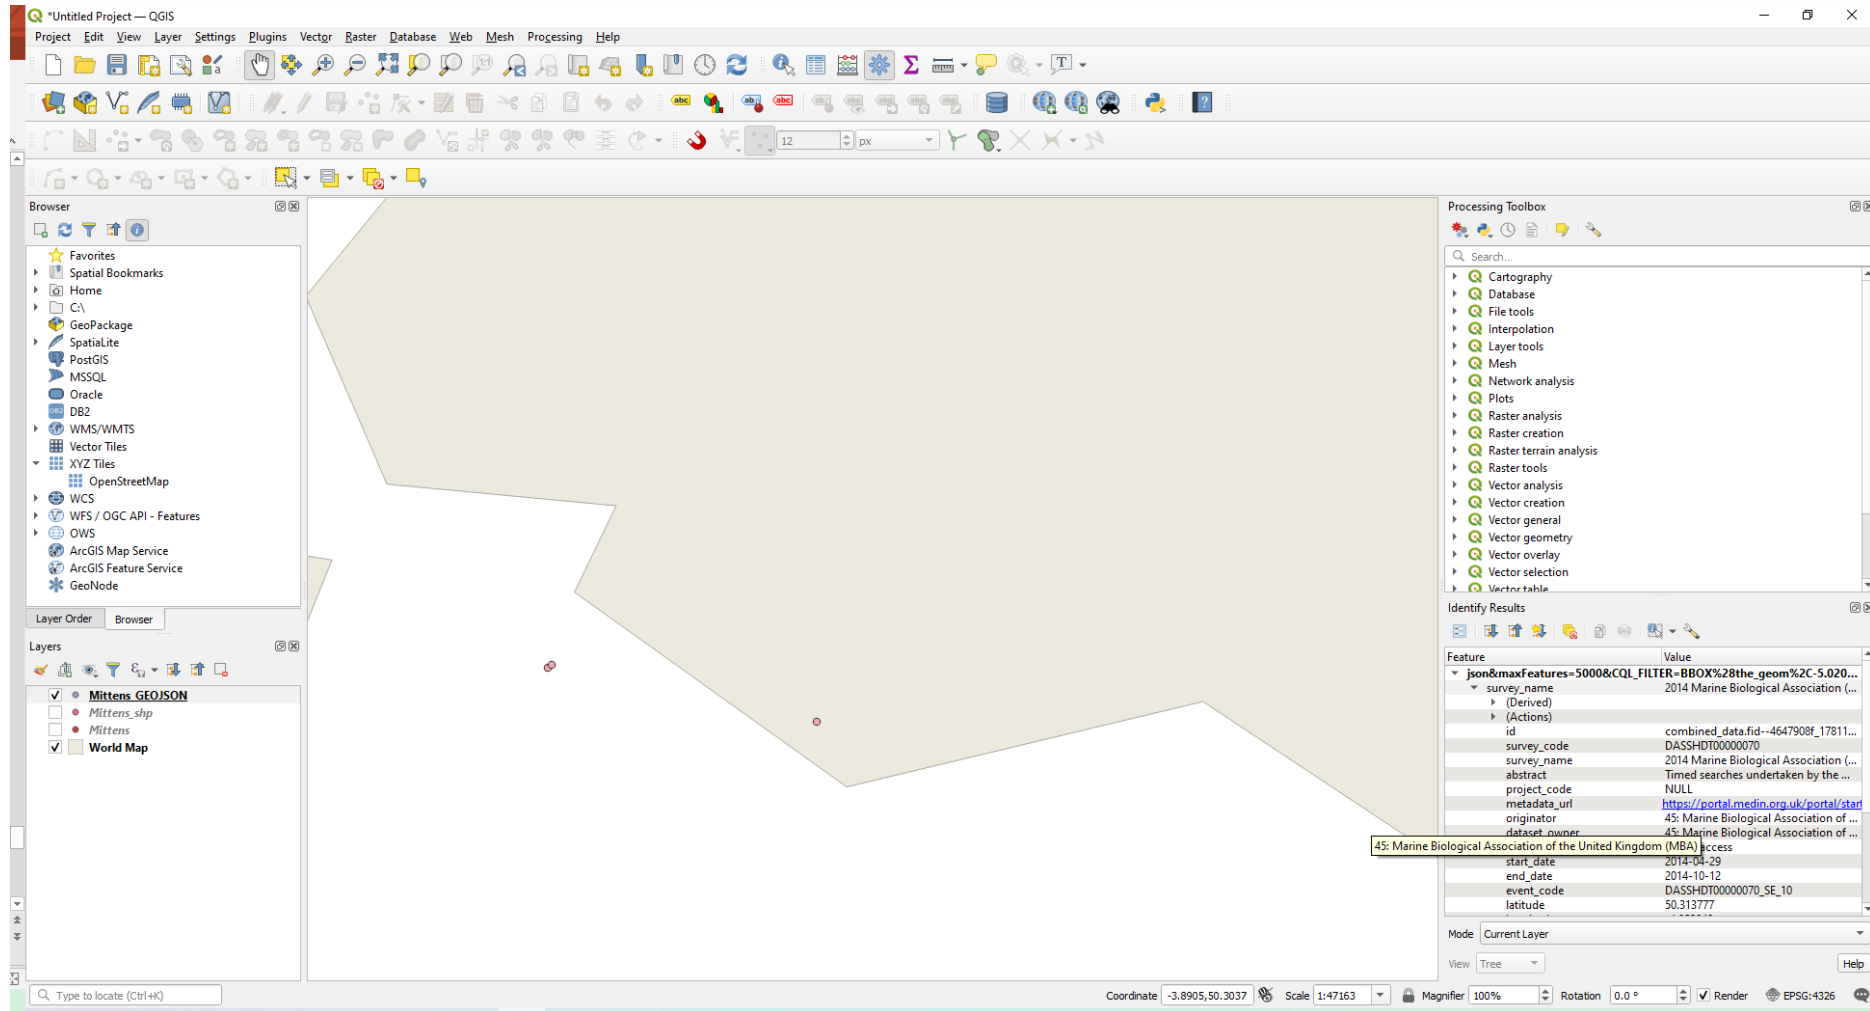 *Untitled Project — QGIS
Project Edit View Layer Settings Plugins Vector Raster Database Web Mesh Processing Help
12 px
Browser
Favorites
Spatial Bookmarks
Home
C:\
GeoPackage
SpatiaLite
PostGIS
MSSQL
Oracle
DB2
WMS/WMTS
Vector Tiles
XYZ Tiles
OpenStreetMap
WCS
WFS / OGC API - Features
OWS
ArcGIS Map Service
ArcGIS Feature Service
GeoNode
Layer Order Browser
Layers
Mittens_GEOJSON
Mittens_shp
Mittens
World Map
Processing Toolbox
Search...
Cartography
Database
File tools
Interpolation
Layer tools
Mesh
Network analysis
Plots
Raster analysis
Raster creation
Raster terrain analysis
Raster tools
Vector analysis
Vector creation
Vector general
Vector geometry
Vector overlay
Vector selection
Vector table
Identify Results
Feature Value
json&maxFeatures=5000&CQL_FILTER=BBOX%28the_geom%2C-5.020...
survey_name 2014 Marine Biological Association (...
(Derived)
(Actions)
id combined_data.fid--4647908f_17811...
survey_code DASSHDT00000070
survey_name 2014 Marine Biological Association (...
abstract Timed searches undertaken by the ...
project_code NULL
metadata_url https://portal.medin.org.uk/portal/start
originator 45: Marine Biological Association of ...
dataset_owner 45: Marine Biological Association of ...
45: Marine Biological Association of the United Kingdom (MBA) access
start_date 2014-04-29
end_date 2014-10-12
event_code DASSHDT00000070_SE_10
latitude 50.313777
Mode Current Layer
View Tree Help
Type to locate (Ctrl+K) Coordinate -3.8905,50.3037 Scale 1:47163 Magnifier 100% Rotation 0.0 ° Render EPSG:4326